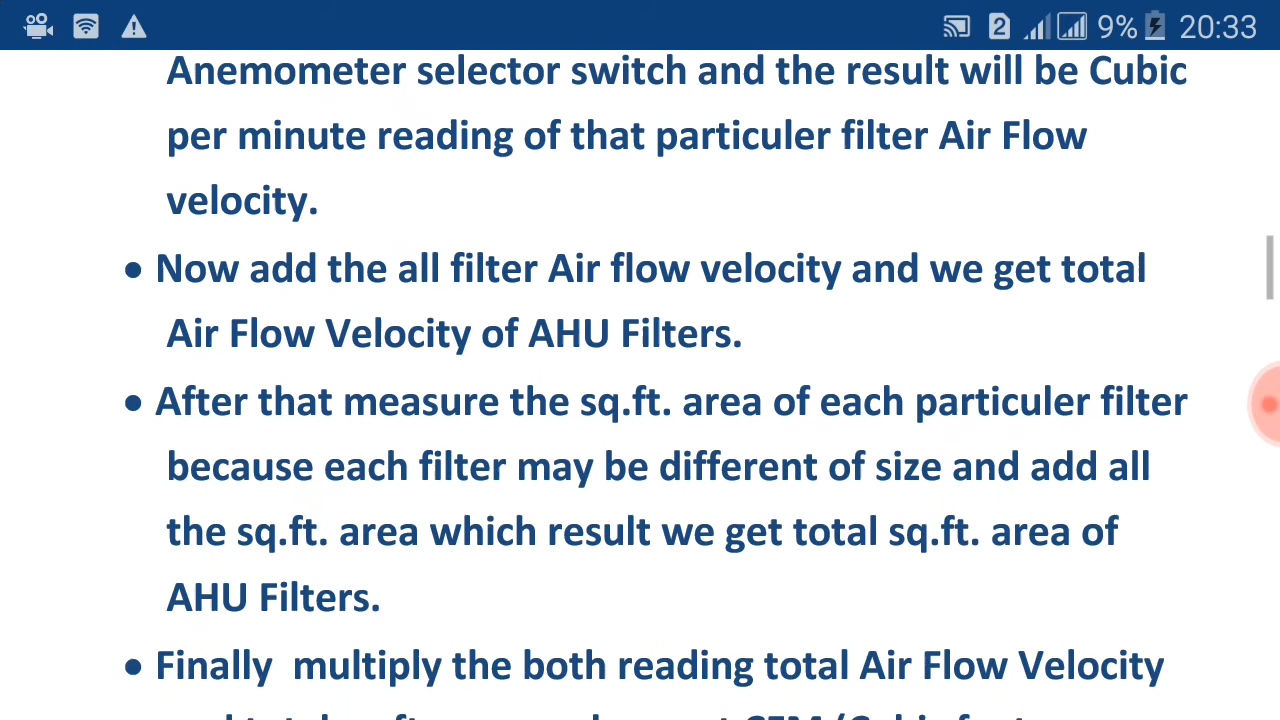 2 9% 20:33
Anemometer selector switch and the result will be Cubic
per minute reading of that particuler filter Air Flow
velocity.
• Now add the all filter Air flow velocity and we get total
Air Flow Velocity of AHU Filters.
• After that measure the sq.ft. area of each particuler filter
because each filter may be different of size and add all
the sq.ft. area which result we get total sq.ft. area of
AHU Filters.
• Finally  multiply the both reading total Air Flow Velocity